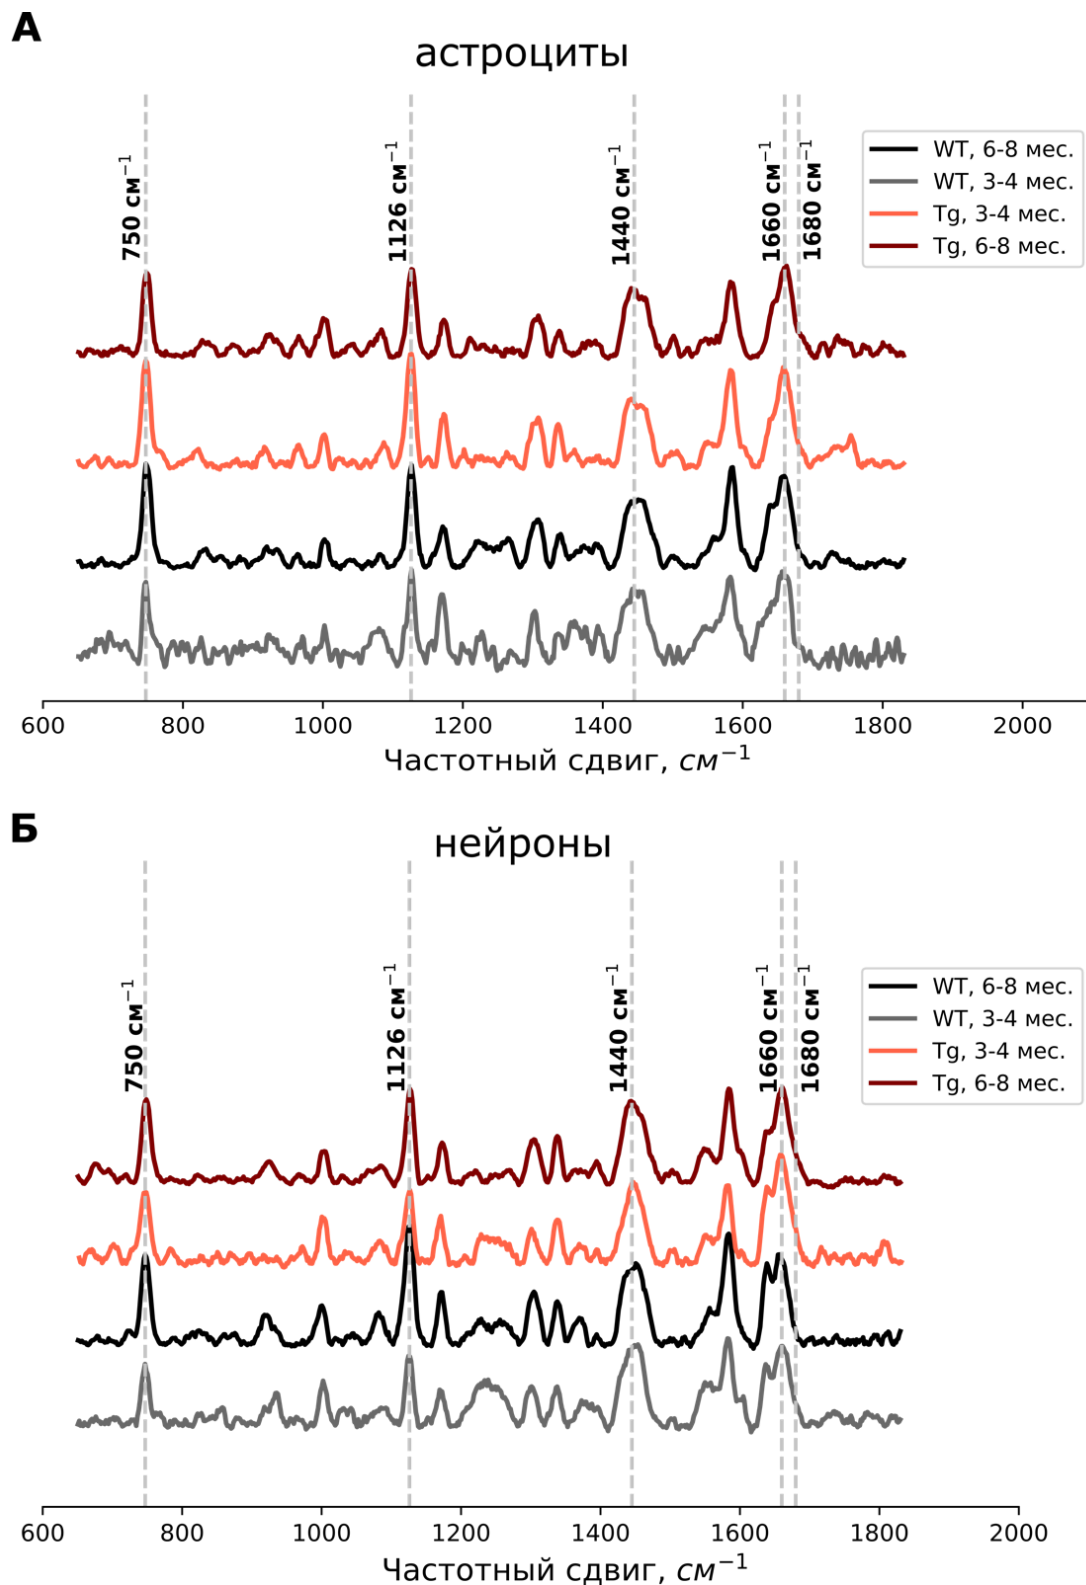 А
астроциты
750 см⁻¹
1126 см⁻¹
1440 см⁻¹
1660 см⁻¹
1680 см⁻¹
WT, 6-8 мес.
WT, 3-4 мес.
Tg, 3-4 мес.
Tg, 6-8 мес.
600 800 1000 1200 1400 1600 1800 2000
Частотный сдвиг, см⁻¹
Б
нейроны
750 см⁻¹
1126 см⁻¹
1440 см⁻¹
1660 см⁻¹
1680 см⁻¹
WT, 6-8 мес.
WT, 3-4 мес.
Tg, 3-4 мес.
Tg, 6-8 мес.
600 800 1000 1200 1400 1600 1800 2000
Частотный сдвиг, см⁻¹